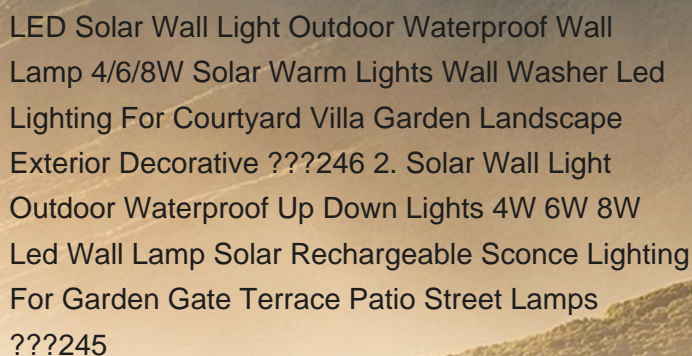 LED Solar Wall Light Outdoor Waterproof Wall
Lamp 4/6/8W Solar Warm Lights Wall Washer Led
Lighting For Courtyard Villa Garden Landscape
Exterior Decorative ???246 2. Solar Wall Light
Outdoor Waterproof Up Down Lights 4W 6W 8W
Led Wall Lamp Solar Rechargeable Sconce Lighting
For Garden Gate Terrace Patio Street Lamps
???245